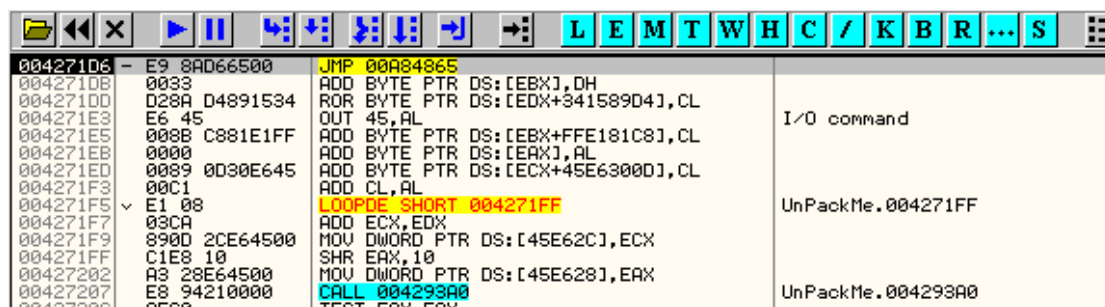 L E M T W H C / K B R ... S
004271D6 - E9 8AD66500 JMP 00A84865
004271DB 0033 ADD BYTE PTR DS:[EBX],DH
004271DD D28A D4891534 ROR BYTE PTR DS:[EDX+341589D4],CL
004271E3 E6 45 OUT 45,AL I/O command
004271E5 008B C881E1FF ADD BYTE PTR DS:[EBX+FFE181C8],CL
004271EB 0000 ADD BYTE PTR DS:[EAX],AL
004271ED 0089 0D30E645 ADD BYTE PTR DS:[ECX+45E6300D],CL
004271F3 00C1 ADD CL,AL
004271F5 v E1 08 LOOPDE SHORT 004271FF UnPackMe.004271FF
004271F7 03CA ADD ECX,EDX
004271F9 890D 2CE64500 MOV DWORD PTR DS:[45E62C],ECX
004271FF C1E8 10 SHR EAX,10
00427202 A3 28E64500 MOV DWORD PTR DS:[45E628],EAX
00427207 E8 94210000 CALL 004293A0 UnPackMe.004293A0